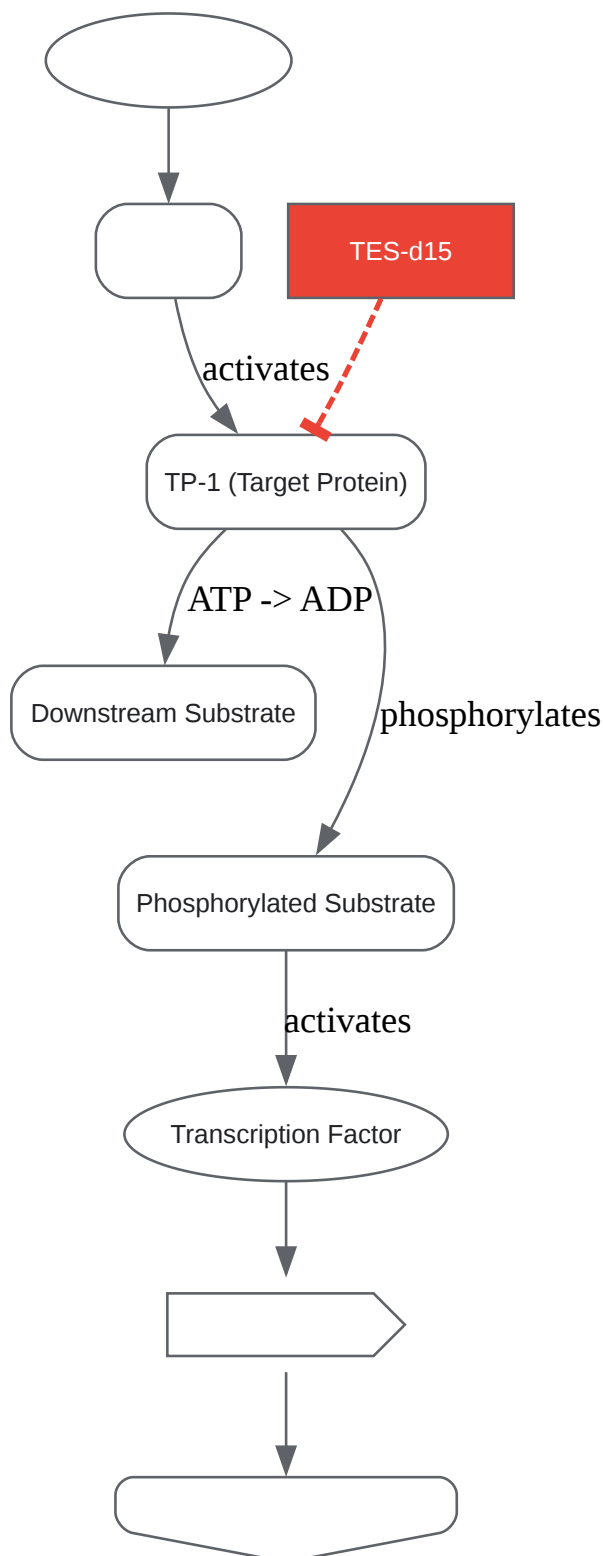 TES-d15
activates
TP-1 (Target Protein)
ATP -> ADP
Downstream Substrate
phosphorylates
Phosphorylated Substrate
activates
Transcription Factor